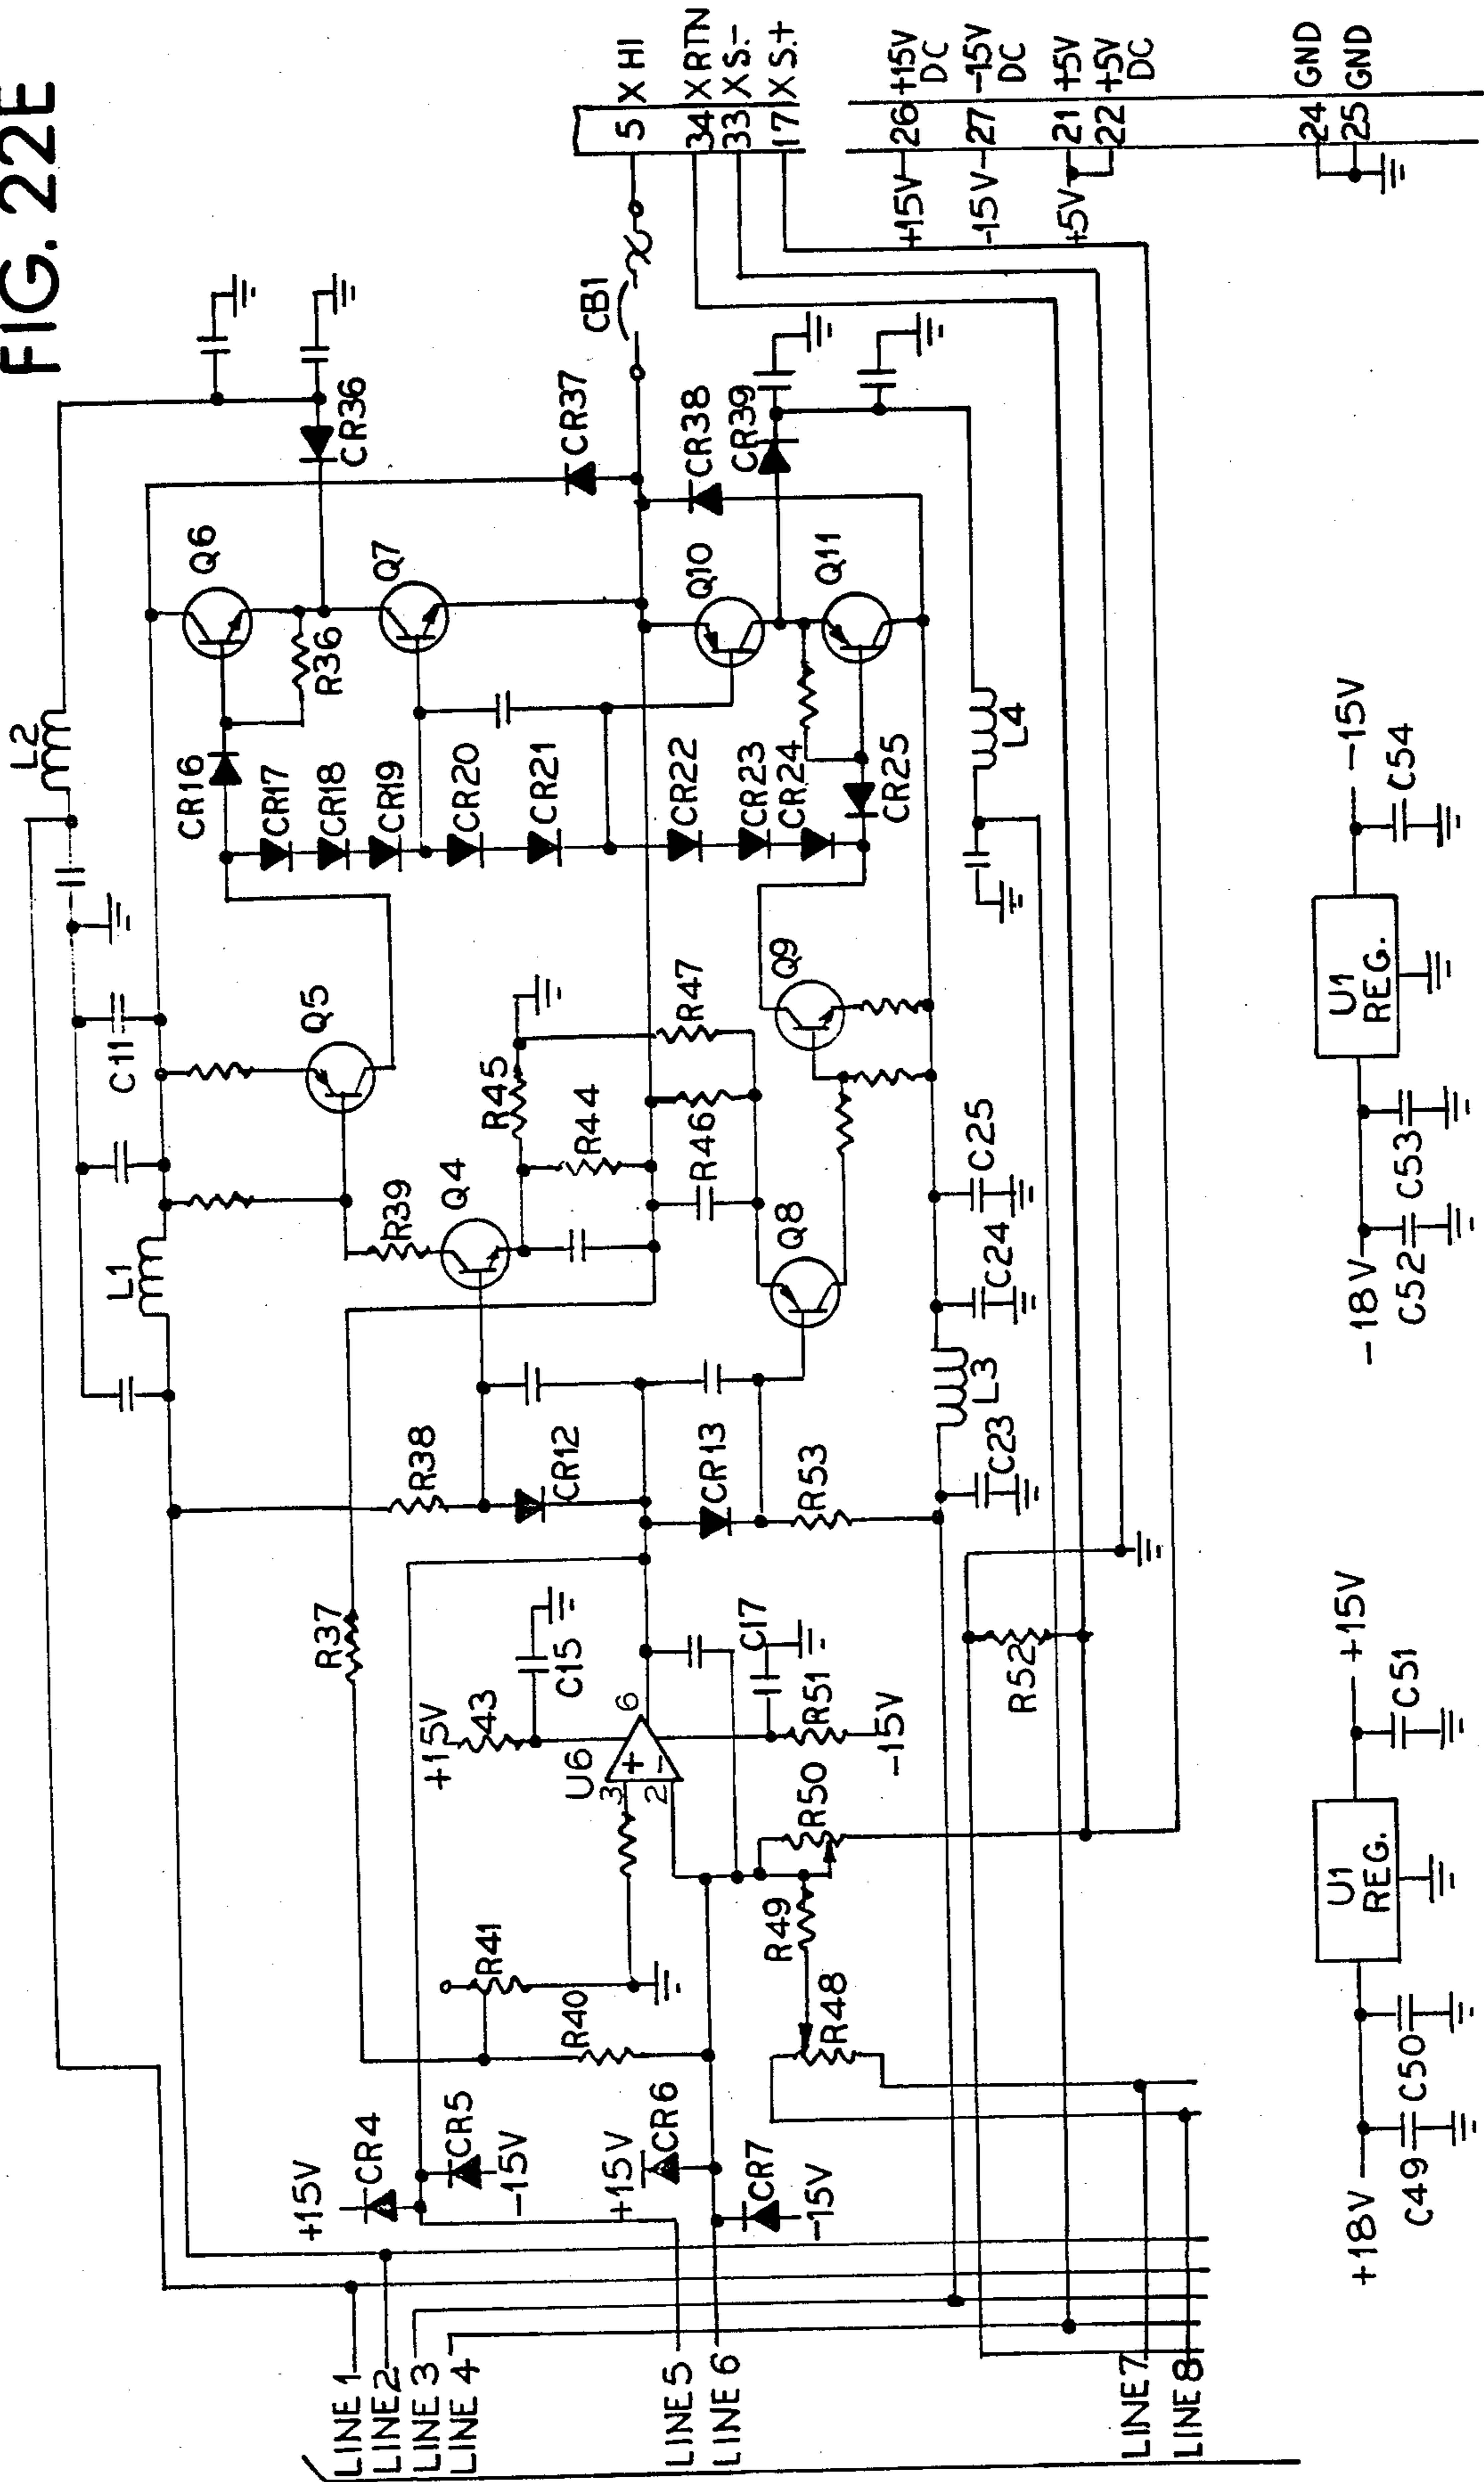 FIG. 22E
X HI
5
X RTN
34
X S.-
33
X S.+
17
+15V
26
+15V
DC
-15V
27
-15V
DC
+5V
21
+5V
22
+5V
DC
24
GND
25
GND
L2
CR36
CB1
CR37
CR38
CR39
Q6
Q7
Q10
Q11
R36
CR16
CR17
CR18
CR19
CR20
CR21
CR22
CR23
CR24
CR25
L4
C11
Q5
R45
R44
R47
R46
Q9
L1
R39
Q4
Q8
C25
C24
L3
C23
R38
CR12
CR13
R53
R37
+15V
43
C15
U6
3
2
+
-
6
C17
R51
-15V
R50
R52
R41
R40
R49
R48
+15V
CR4
CR5
-15V
+15V
CR6
CR7
-15V
LINE 1
LINE 2
LINE 3
LINE 4
LINE 5
LINE 6
LINE 7
LINE 8
+18V
C49
C50
U1
REG.
+15V
C51
-18V
C52
C53
U1
REG.
-15V
C54